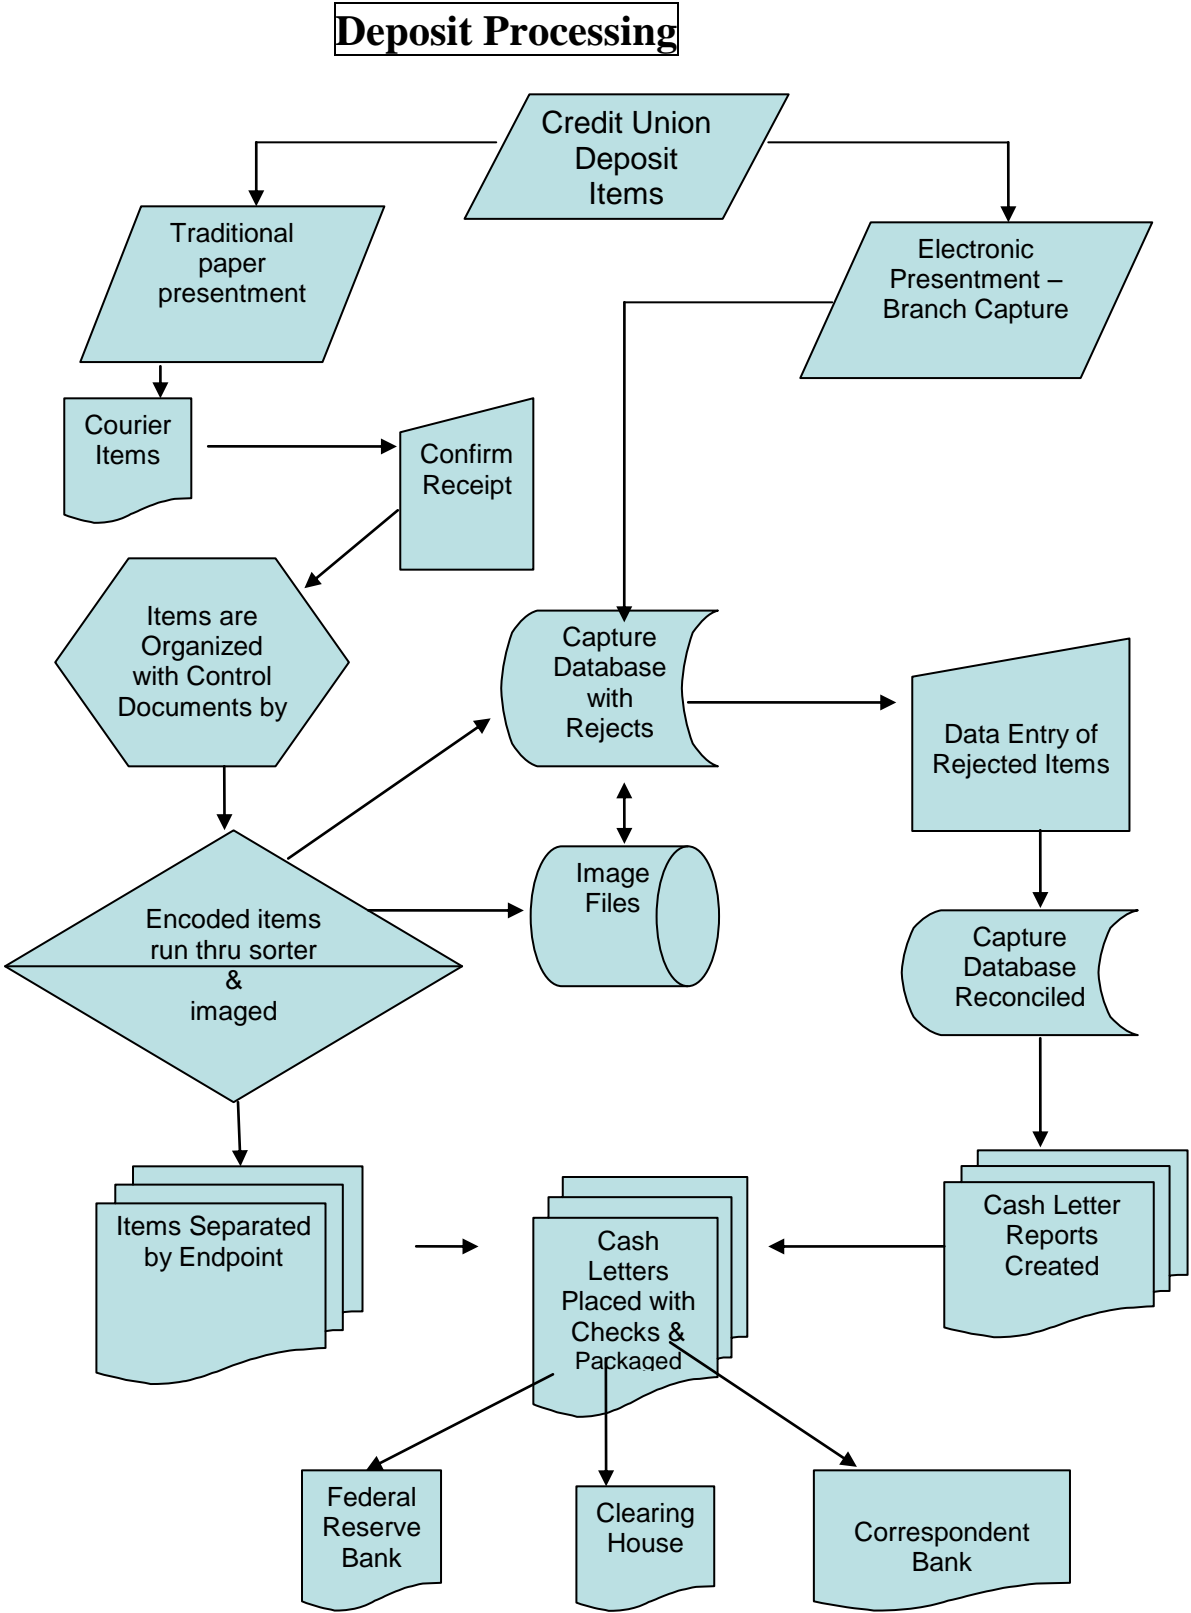 Deposit Processing
Credit Union
Deposit
Items
Traditional
paper
presentment
Electronic
Presentment –
Branch Capture
Courier
Items
Confirm
Receipt
Items are
Organized
with Control
Documents by
Capture
Database
with
Rejects
Data Entry of
Rejected Items
Image
Files
Encoded items
run thru sorter
&
imaged
Capture
Database
Reconciled
Items Separated
by Endpoint
Cash
Letters
Placed with
Checks &
Packaged
Cash Letter
Reports
Created
Federal
Reserve
Bank
Clearing
House
Correspondent
Bank